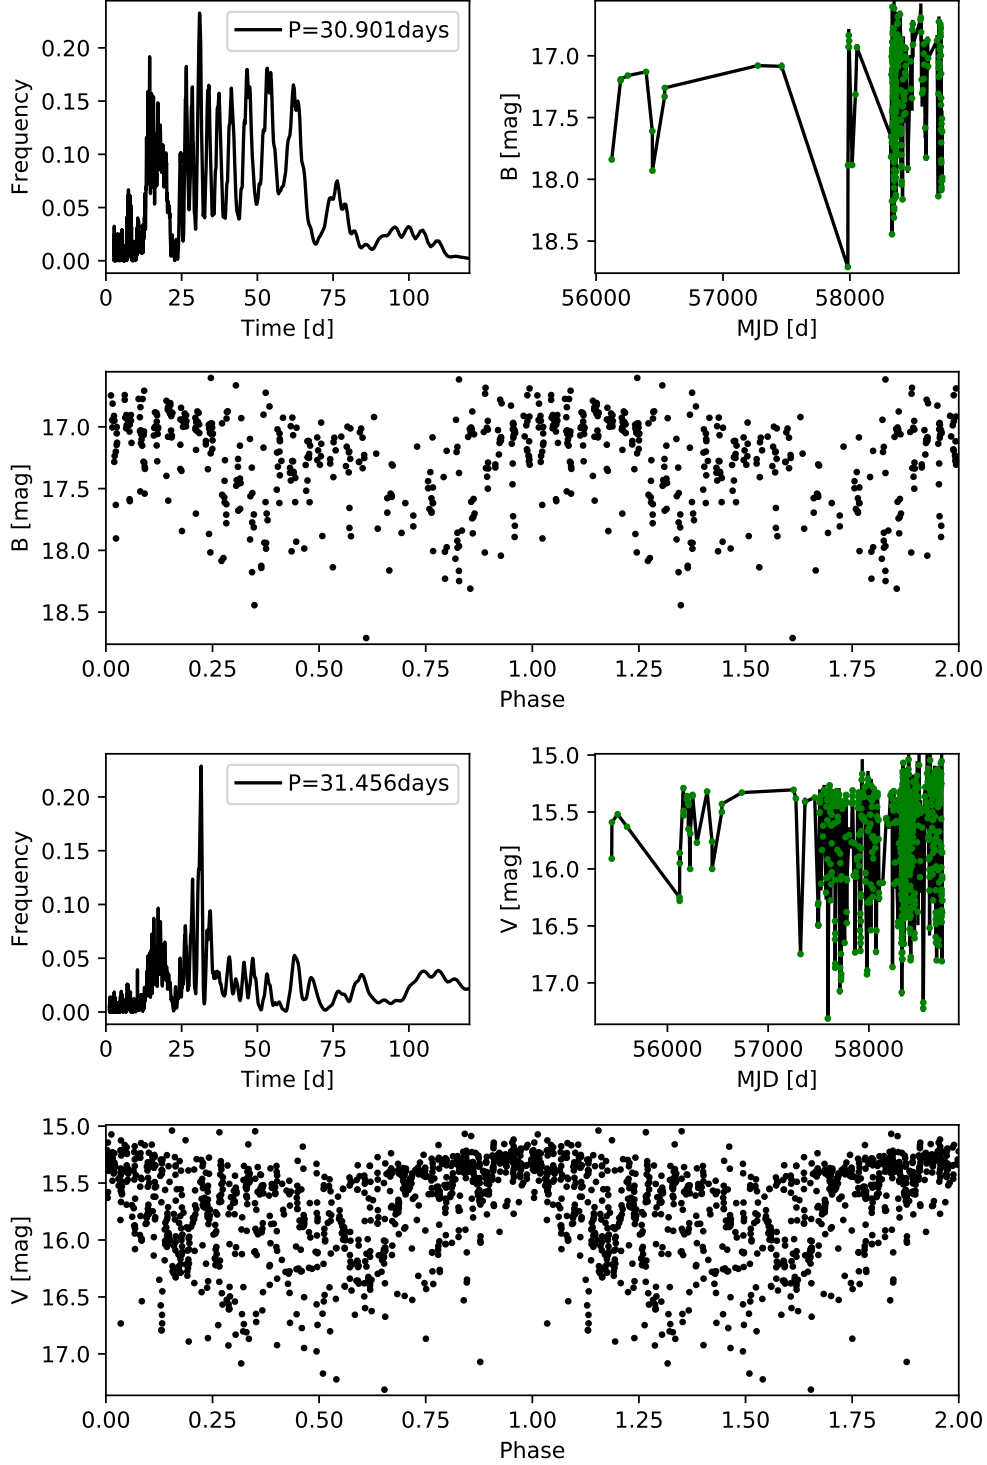 P=30.901days
0.20
0.15
0.10
0.05
0.00
Frequency
0 25 50 75 100
Time [d]
17.0
17.5
18.0
18.5
B [mag]
56000 57000 58000
MJD [d]
17.0
17.5
18.0
18.5
B [mag]
0.00 0.25 0.50 0.75 1.00 1.25 1.50 1.75 2.00
Phase
P=31.456days
0.20
0.15
0.10
0.05
0.00
Frequency
0 25 50 75 100
Time [d]
15.0
15.5
16.0
16.5
17.0
V [mag]
56000 57000 58000
MJD [d]
15.0
15.5
16.0
16.5
17.0
V [mag]
0.00 0.25 0.50 0.75 1.00 1.25 1.50 1.75 2.00
Phase